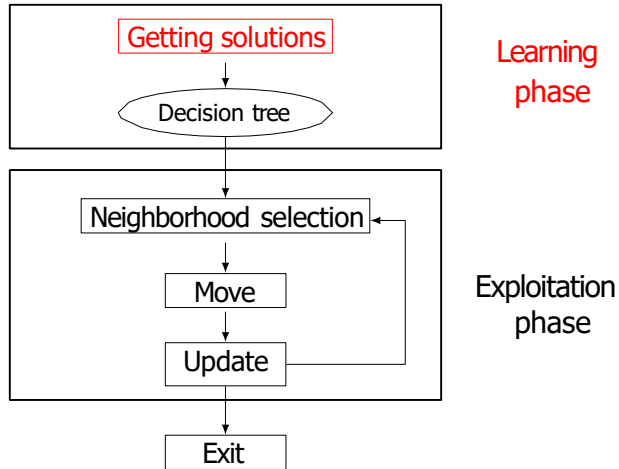 Getting solutions
Learning
phase
Decision tree
Neighborhood selection
Move
Exploitation
phase
Update
Exit